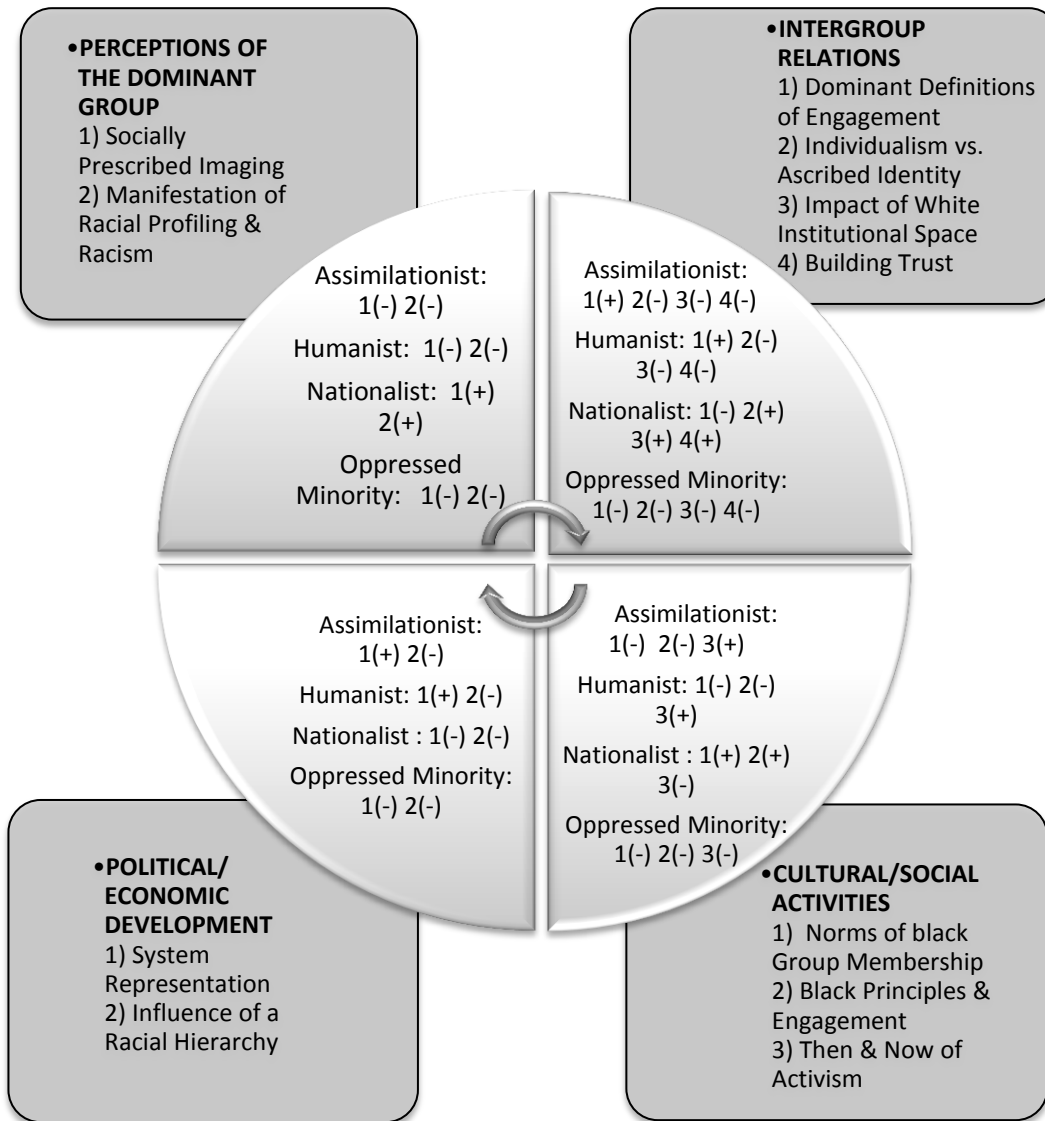 •PERCEPTIONS OF
THE DOMINANT
GROUP
1) Socially
Prescribed Imaging
2) Manifestation of
Racial Profiling &
Racism
•INTERGROUP
RELATIONS
1) Dominant Definitions
of Engagement
2) Individualism vs.
Ascribed Identity
3) Impact of White
Institutional Space
4) Building Trust
Assimilationist:
1(-) 2(-)
Humanist: 1(-) 2(-)
Nationalist: 1(+)
2(+)
Oppressed
Minority: 1(-) 2(-)
Assimilationist:
1(+) 2(-) 3(-) 4(-)
Humanist: 1(+) 2(-)
3(-) 4(-)
Nationalist: 1(-) 2(+)
3(+) 4(+)
Oppressed Minority:
1(-) 2(-) 3(-) 4(-)
Assimilationist:
1(+) 2(-)
Humanist: 1(+) 2(-)
Nationalist : 1(-) 2(-)
Oppressed Minority:
1(-) 2(-)
Assimilationist:
1(-) 2(-) 3(+)
Humanist: 1(-) 2(-)
3(+)
Nationalist : 1(+) 2(+)
3(-)
Oppressed Minority:
1(-) 2(-) 3(-)
•POLITICAL/
ECONOMIC
DEVELOPMENT
1) System
Representation
2) Influence of a
Racial Hierarchy
•CULTURAL/SOCIAL
ACTIVITIES
1) Norms of black
Group Membership
2) Black Principles &
Engagement
3) Then & Now of
Activism